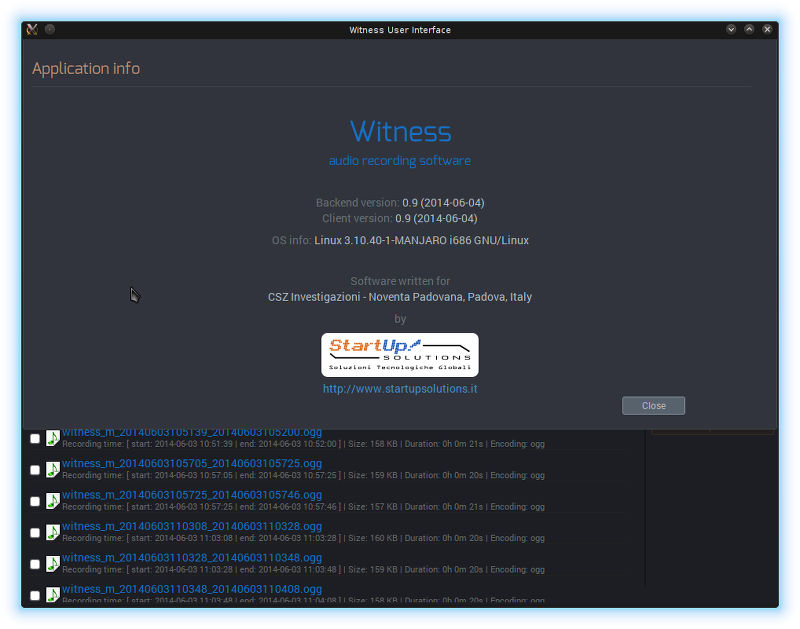 Witness User Interface
Application info
Witness
audio recording software
Backend version: 0.9 (2014-06-04)
Client version: 0.9 (2014-06-04)
OS info: Linux 3.10.40-1-MANJARO i686 GNU/Linux
Software written for
CSZ Investigazioni - Noventa Padovana, Padova, Italy
by
StartUp!
SOLUTIONS
Soluzioni Tecnologiche Globali
http://www.startupsolutions.it
Close
witness_m_20140603105139_20140603105200.ogg
Recording time: [ start: 2014-06-03 10:51:39 | end: 2014-06-03 10:52:00 ] | Size: 158 KB | Duration: 0h 0m 21s | Encoding: ogg
witness_m_20140603105705_20140603105725.ogg
Recording time: [ start: 2014-06-03 10:57:05 | end: 2014-06-03 10:57:25 ] | Size: 159 KB | Duration: 0h 0m 20s | Encoding: ogg
witness_m_20140603105725_20140603105746.ogg
Recording time: [ start: 2014-06-03 10:57:25 | end: 2014-06-03 10:57:46 ] | Size: 157 KB | Duration: 0h 0m 21s | Encoding: ogg
witness_m_20140603110308_20140603110328.ogg
Recording time: [ start: 2014-06-03 11:03:08 | end: 2014-06-03 11:03:28 ] | Size: 160 KB | Duration: 0h 0m 20s | Encoding: ogg
witness_m_20140603110328_20140603110348.ogg
Recording time: [ start: 2014-06-03 11:03:28 | end: 2014-06-03 11:03:48 ] | Size: 159 KB | Duration: 0h 0m 20s | Encoding: ogg
witness_m_20140603110348_20140603110408.ogg
Recording time: [ start: 2014-06-03 11:03:48 | end: 2014-06-03 11:04:08 ] | Size: 158 KB | Duration: 0h 0m 20s | Encoding: ogg